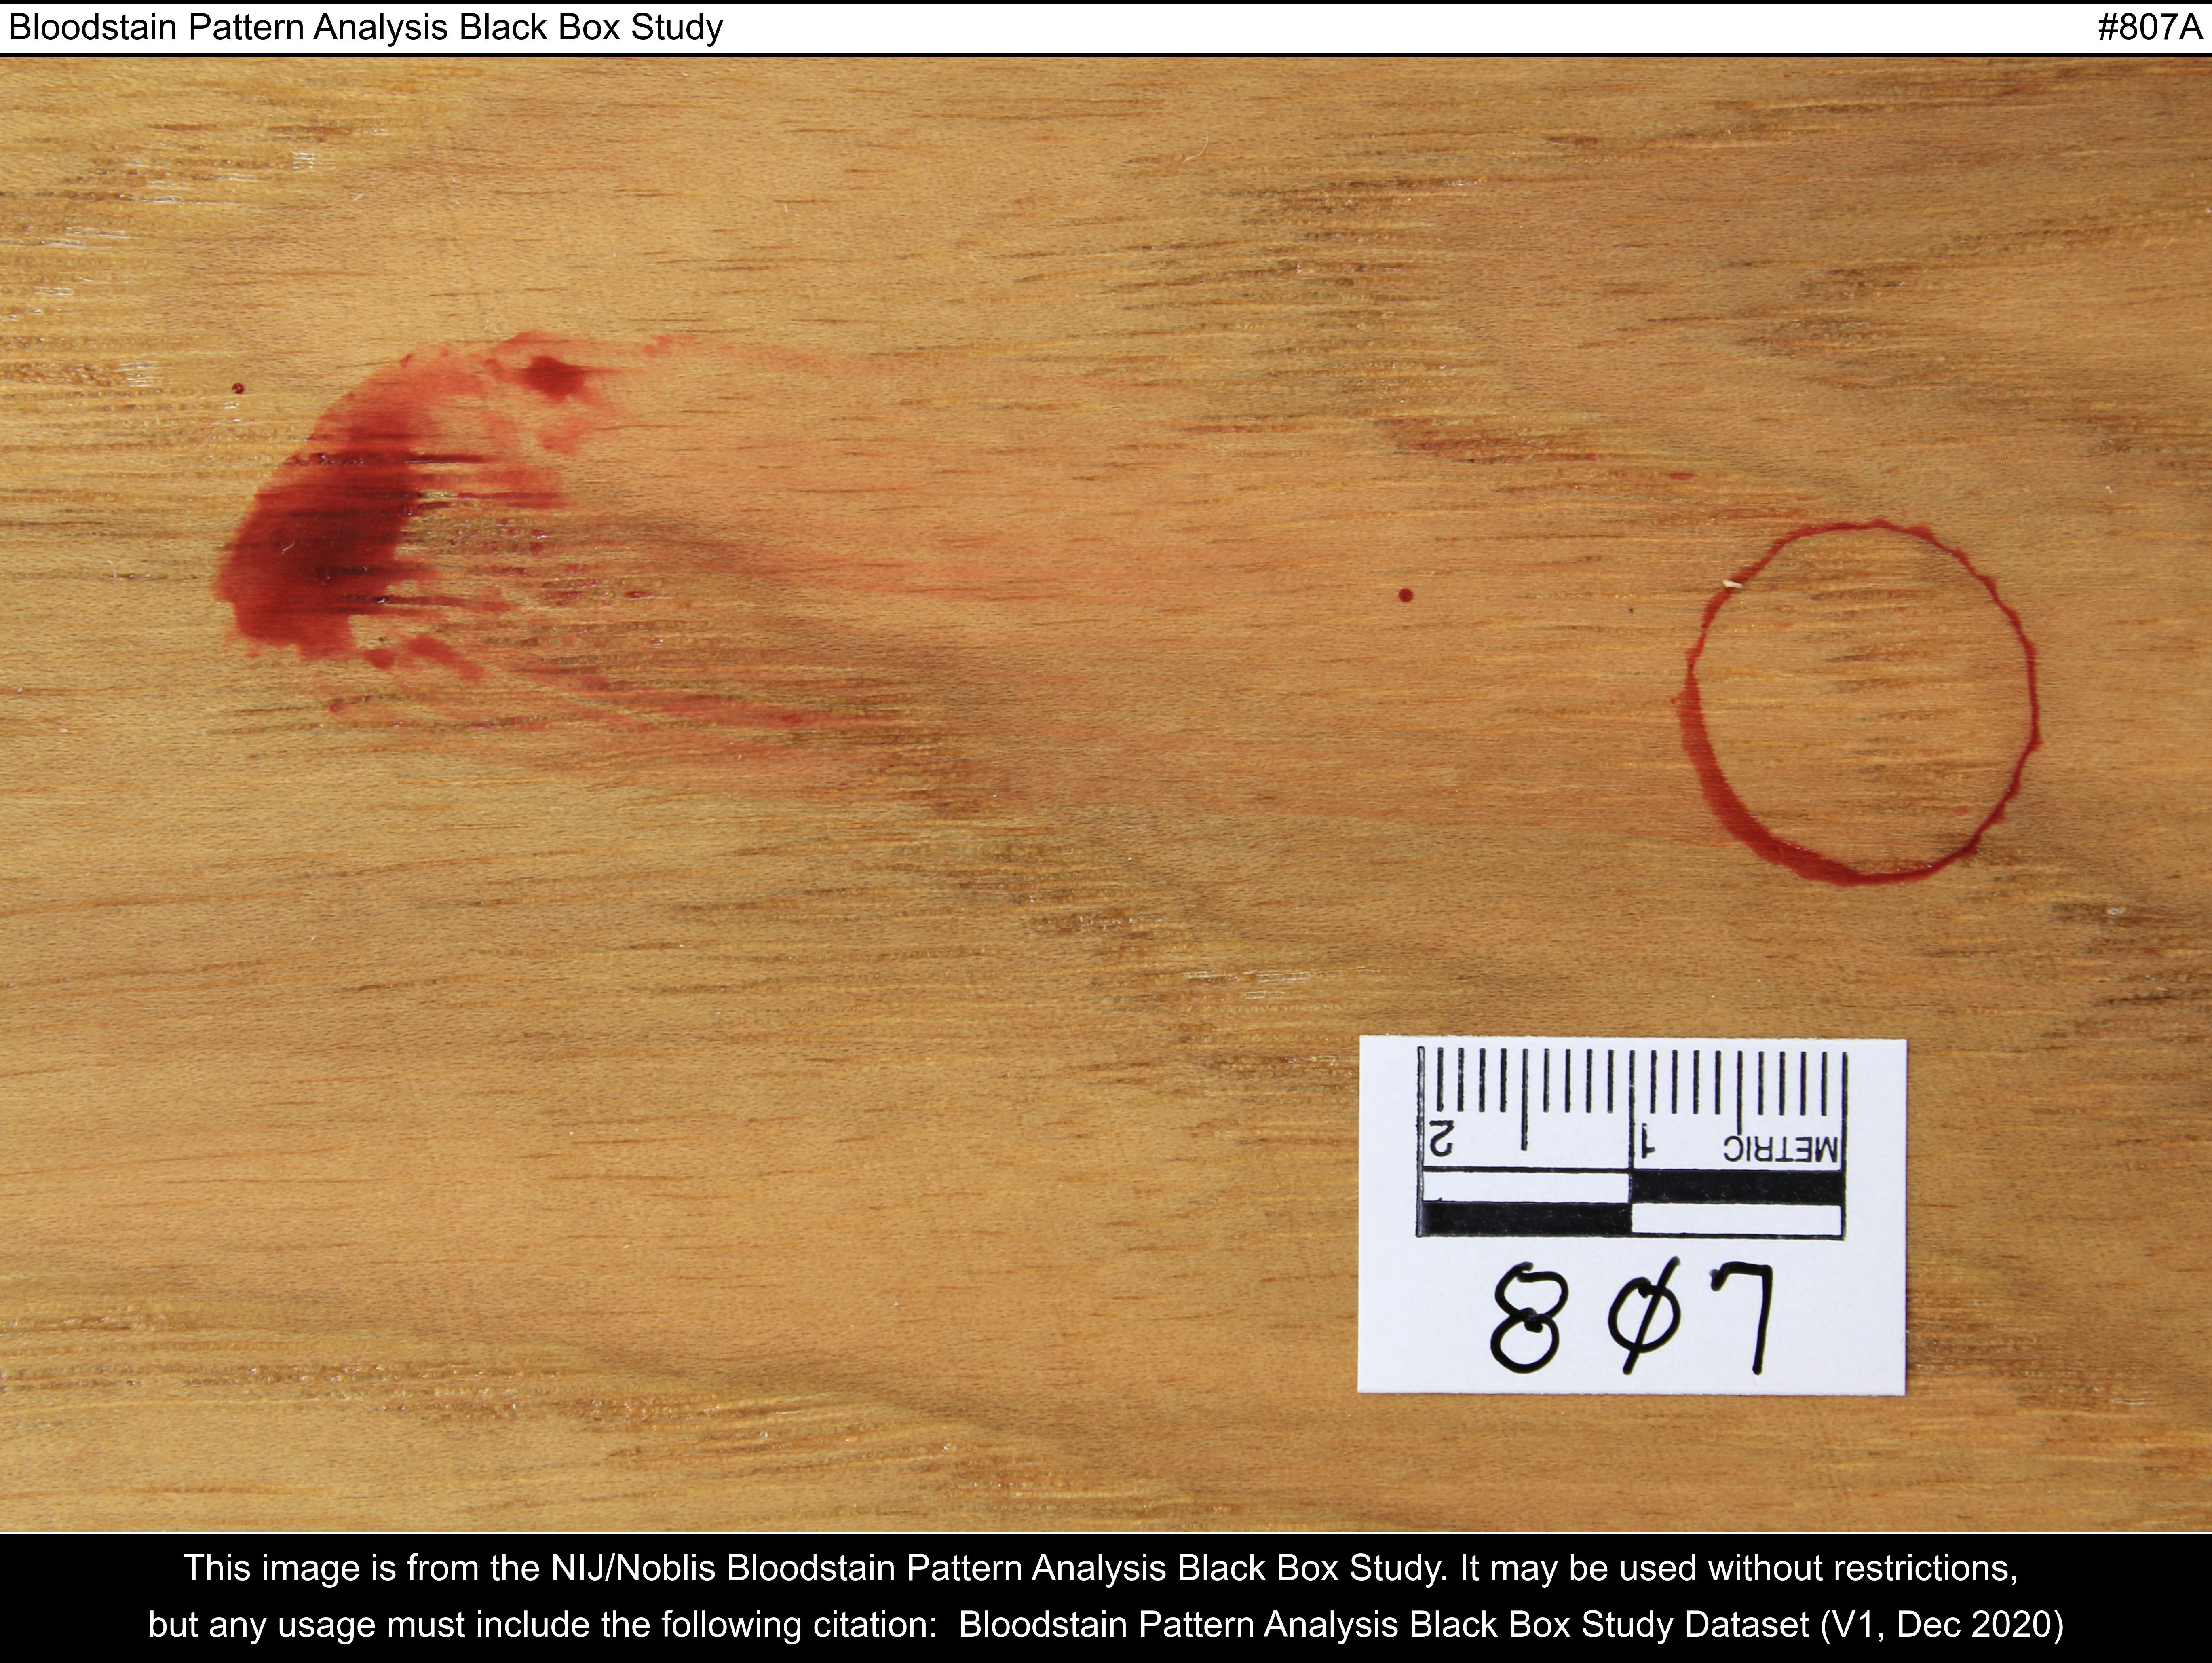 Bloodstain Pattern Analysis Black Box Study #807A
2 1 METRIC
807
This image is from the NIJ/Noblis Bloodstain Pattern Analysis Black Box Study. It may be used without restrictions,
but any usage must include the following citation: Bloodstain Pattern Analysis Black Box Study Dataset (V1, Dec 2020)